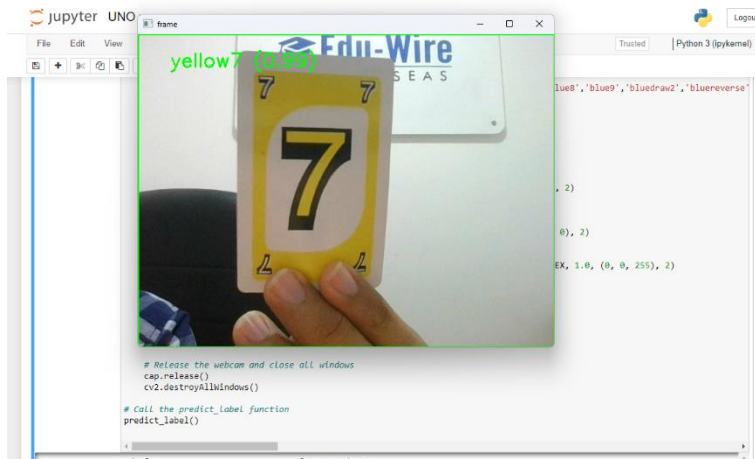 jupyter UNO
Logou
File Edit View
Trusted
Python 3 (ipykernel)
frame
yellow7 (0.99)
Edu-Wire
SEAS
7
7
7
7
7
lue8','blue9','bluedraw2','bluereverse'
, 2)
0), 2)
EX, 1.0, (0, 0, 255), 2)
# Release the webcam and close all windows
cap.release()
cv2.destroyAllWindows()
# Call the predict_label function
predict_label()